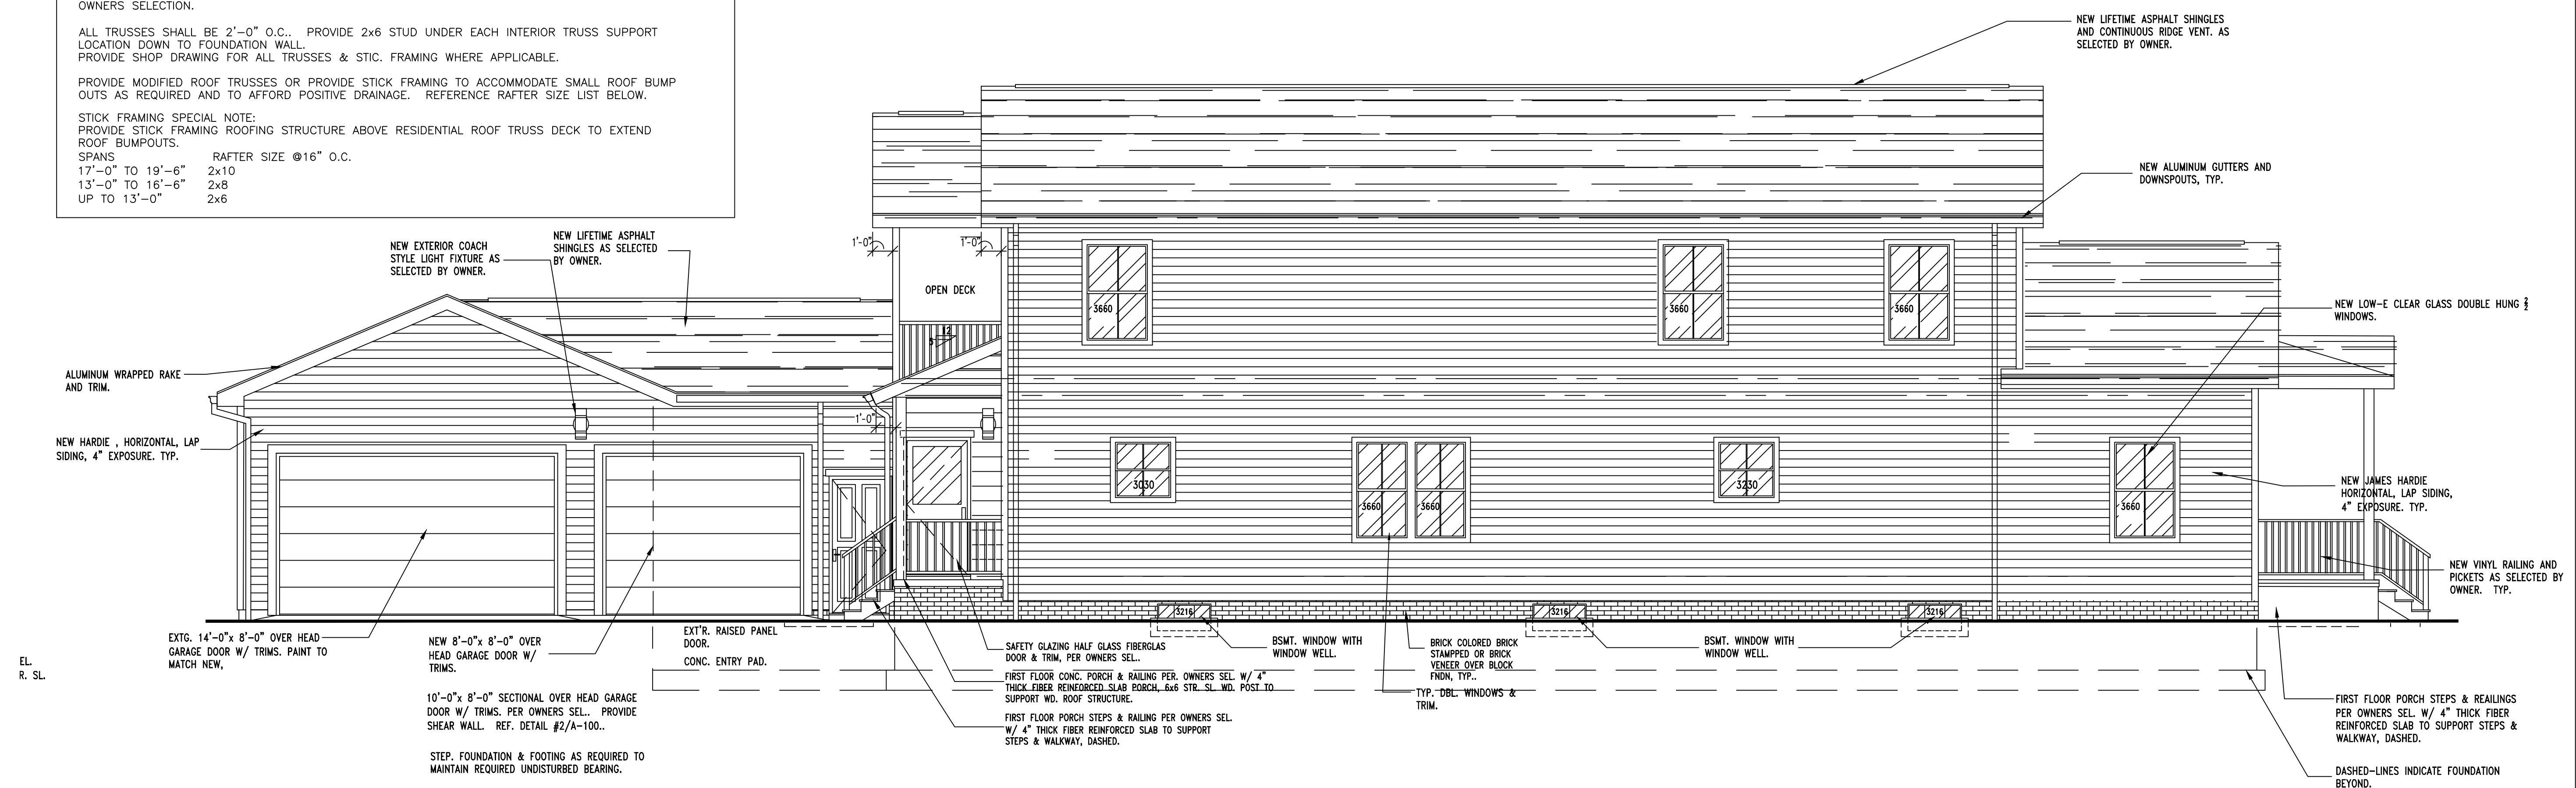 OWNERS SELECTION.
ALL TRUSSES SHALL BE 2'-0" O.C.. PROVIDE 2x6 STUD UNDER EACH INTERIOR TRUSS SUPPORT
LOCATION DOWN TO FOUNDATION WALL.
PROVIDE SHOP DRAWING FOR ALL TRUSSES & STIC. FRAMING WHERE APPLICABLE.
PROVIDE MODIFIED ROOF TRUSSES OR PROVIDE STICK FRAMING TO ACCOMMODATE SMALL ROOF BUMP
OUTS AS REQUIRED AND TO AFFORD POSITIVE DRAINAGE. REFERENCE RAFTER SIZE LIST BELOW.
STICK FRAMING SPECIAL NOTE:
PROVIDE STICK FRAMING ROOFING STRUCTURE ABOVE RESIDENTIAL ROOF TRUSS DECK TO EXTEND
ROOF BUMPOUTS.
SPANS RAFTER SIZE @16" O.C.
17'-0" TO 19'-6" 2x10
13'-0" TO 16'-6" 2x8
UP TO 13'-0" 2x6
NEW LIFETIME ASPHALT SHINGLES
AND CONTINUOUS RIDGE VENT. AS
SELECTED BY OWNER.
NEW ALUMINUM GUTTERS AND
DOWNSPOUTS, TYP.
NEW EXTERIOR COACH
STYLE LIGHT FIXTURE AS
SELECTED BY OWNER.
NEW LIFETIME ASPHALT
SHINGLES AS SELECTED
BY OWNER.
1'-0"
1'-0"
OPEN DECK
12
5
3660
3660
3660
NEW LOW-E CLEAR GLASS DOUBLE HUNG 2/2
WINDOWS.
ALUMINUM WRAPPED RAKE
AND TRIM.
1'-0"
NEW HARDIE , HORIZONTAL, LAP
SIDING, 4" EXPOSURE. TYP.
3030
3660
3660
3230
3660
NEW JAMES HARDIE
HORIZONTAL, LAP SIDING,
4" EXPOSURE. TYP.
NEW VINYL RAILING AND
PICKETS AS SELECTED BY
OWNER. TYP.
3216
3216
3216
EXTG. 14'-0"x 8'-0" OVER HEAD
GARAGE DOOR W/ TRIMS. PAINT TO
MATCH NEW,
NEW 8'-0"x 8'-0" OVER
HEAD GARAGE DOOR W/
TRIMS.
EXT'R. RAISED PANEL
DOOR.
CONC. ENTRY PAD.
SAFETY GLAZING HALF GLASS FIBERGLAS
DOOR & TRIM, PER OWNERS SEL..
BSMT. WINDOW WITH
WINDOW WELL.
BRICK COLORED BRICK
STAMPPED OR BRICK
VENEER OVER BLOCK
FNDN, TYP..
BSMT. WINDOW WITH
WINDOW WELL.
EL.
R. SL.
FIRST FLOOR CONC. PORCH & RAILING PER. OWNERS SEL. W/ 4"
THICK FIBER REINFORCED SLAB PORCH, 6x6 STR. SL. WD. POST TO
SUPPORT WD. ROOF STRUCTURE.
TYP. DBL. WINDOWS &
TRIM.
10'-0"x 8'-0" SECTIONAL OVER HEAD GARAGE
DOOR W/ TRIMS. PER OWNERS SEL.. PROVIDE
SHEAR WALL. REF. DETAIL #2/A-100..
FIRST FLOOR PORCH STEPS & RAILING PER OWNERS SEL.
W/ 4" THICK FIBER REINFORCED SLAB TO SUPPORT
STEPS & WALKWAY, DASHED.
FIRST FLOOR PORCH STEPS & REAILINGS
PER OWNERS SEL. W/ 4" THICK FIBER
REINFORCED SLAB TO SUPPORT STEPS &
WALKWAY, DASHED.
STEP. FOUNDATION & FOOTING AS REQUIRED TO
MAINTAIN REQUIRED UNDISTURBED BEARING.
DASHED-LINES INDICATE FOUNDATION
BEYOND.